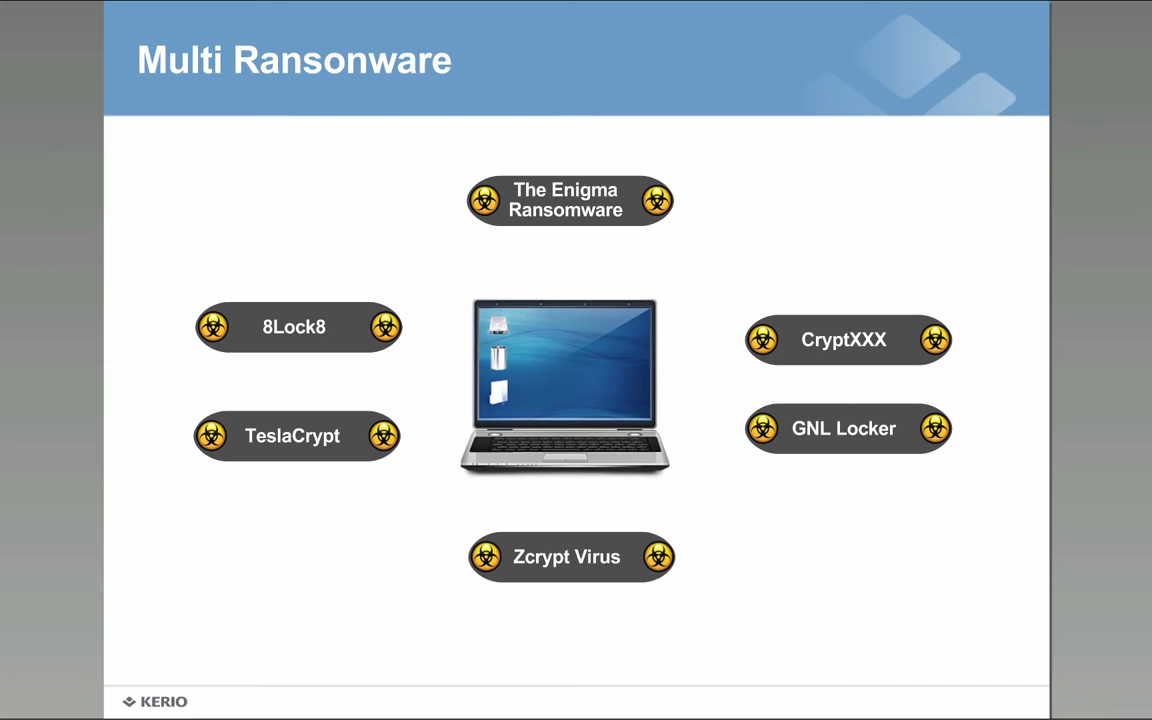 Multi Ransonware
The Enigma
Ransomware
8Lock8
CryptXXX
TeslaCrypt
GNL Locker
Zcrypt Virus
KERIO